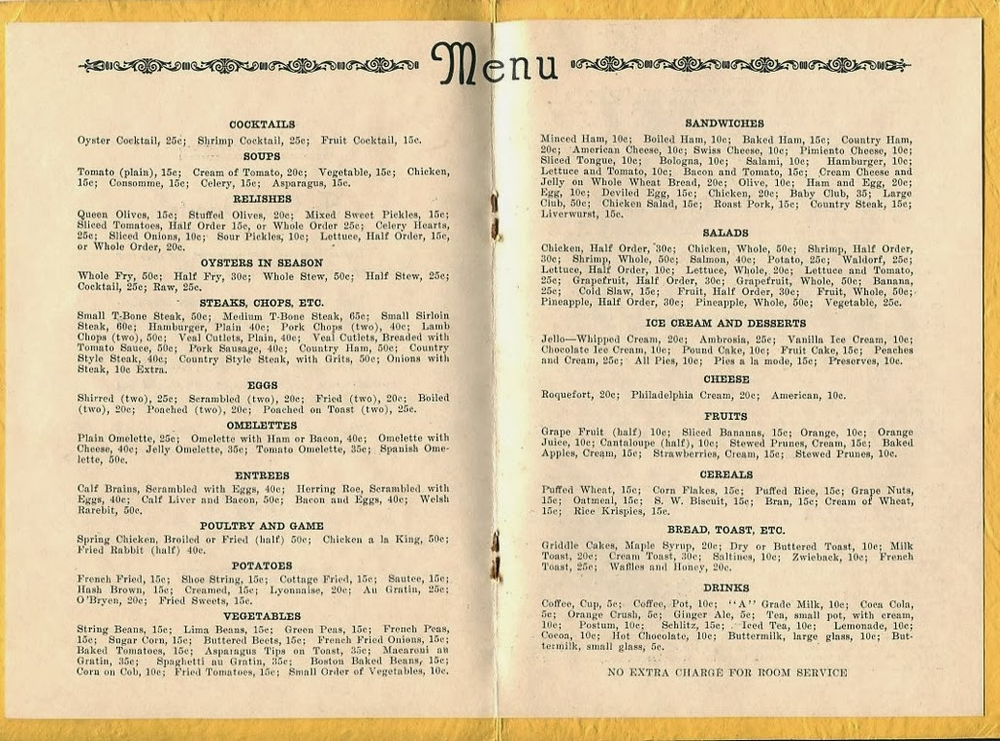 Menu
COCKTAILS
Oyster Cocktail, 25c; Shrimp Cocktail, 25c; Fruit Cocktail, 15c.
SOUPS
Tomato (plain), 15c; Cream of Tomato, 20c; Vegetable, 15c; Chicken,
15c; Consomme, 15c; Celery, 15c; Asparagus, 15c.
RELISHES
Queen Olives, 15c; Stuffed Olives, 20c; Mixed Sweet Pickles, 15c;
Sliced Tomatoes, Half Order 15c, or Whole Order 25c; Celery Hearts,
25c; Sliced Onions, 10c; Sour Pickles, 10c; Lettuce, Half Order, 15c,
or Whole Order, 20c.
OYSTERS IN SEASON
Whole Fry, 50c; Half Fry, 30c; Whole Stew, 50c; Half Stew, 25c;
Cocktail, 25c; Raw, 25c.
STEAKS, CHOPS, ETC.
Small T-Bone Steak, 50c; Medium T-Bone Steak, 65c; Small Sirloin
Steak, 60c; Hamburger, Plain 40c; Pork Chops (two), 40c; Lamb
Chops (two), 50c; Veal Cutlets, Plain, 40c; Veal Cutlets, Breaded with
Tomato Sauce, 50c; Pork Sausage, 40c; Country Ham, 50c; Country
Style Steak, 40c; Country Style Steak, with Grits, 50c; Onions with
Steak, 10c Extra.
EGGS
Shirred (two), 25c; Scrambled (two), 20c; Fried (two), 20c; Boiled
(two), 20c; Poached (two), 20c; Poached on Toast (two), 25c.
OMELETTES
Plain Omelette, 25c; Omelette with Ham or Bacon, 40c; Omelette with
Cheese, 40c; Jelly Omelette, 35c; Tomato Omelette, 35c; Spanish Ome-
lette, 50c.
ENTREES
Calf Brains, Scrambled with Eggs, 40c; Herring Roe, Scrambled with
Eggs, 40c; Calf Liver and Bacon, 50c; Bacon and Eggs, 40c; Welsh
Rarebit, 50c.
POULTRY AND GAME
Spring Chicken, Broiled or Fried (half) 50c; Chicken a la King, 50c;
Fried Rabbit (half) 40c.
POTATOES
French Fried, 15c; Shoe String, 15c; Cottage Fried, 15c; Sautee, 15c;
Hash Brown, 15c; Creamed, 15c; Lyonnaise, 20c; Au Gratin, 25c;
O'Bryen, 20c; Fried Sweets, 15c.
VEGETABLES
String Beans, 15c; Lima Beans, 15c; Green Peas, 15c; French Peas,
15c; Sugar Corn, 15c; Buttered Beets, 15c; French Fried Onions, 15c;
Baked Tomatoes, 15c; Asparagus Tips on Toast, 35c; Macaroni au
Gratin, 35c; Spaghetti au Gratin, 35c; Boston Baked Beans, 15c;
Corn on Cob, 10c; Fried Tomatoes, 15c; Small Order of Vegetables, 10c.
SANDWICHES
Minced Ham, 10c; Boiled Ham, 10c; Baked Ham, 15c; Country Ham,
20c; American Cheese, 10c; Swiss Cheese, 10c; Pimiento Cheese, 10c;
Sliced Tongue, 10c; Bologna, 10c; Salami, 10c; Hamburger, 10c;
Lettuce and Tomato, 10c; Bacon and Tomato, 15c; Cream Cheese and
Jelly on Whole Wheat Bread, 20c; Olive, 10c; Ham and Egg, 20c;
Egg, 10c; Deviled Egg, 15c; Chicken, 20c; Baby Club, 35; Large
Club, 50c; Chicken Salad, 15c; Roast Pork, 15c; Country Steak, 15c;
Liverwurst, 15c.
SALADS
Chicken, Half Order, 30c; Chicken, Whole, 50c; Shrimp, Half Order,
30c; Shrimp, Whole, 50c; Salmon, 40c; Potato, 25c; Waldorf, 25c;
Lettuce, Half Order, 10c; Lettuce, Whole, 20c; Lettuce and Tomato,
25c; Grapefruit, Half Order, 30c; Grapefruit, Whole, 50c; Banana,
25c; Cold Slaw, 15c; Fruit, Half Order, 30c; Fruit, Whole, 50c;
Pineapple, Half Order, 30c; Pineapple, Whole, 50c; Vegetable, 25c.
ICE CREAM AND DESSERTS
Jello—Whipped Cream, 20c; Ambrosia, 25c; Vanilla Ice Cream, 10c;
Chocolate Ice Cream, 10c; Pound Cake, 10c; Fruit Cake, 15c; Peaches
and Cream, 25c; All Pies, 10c; Pies a la mode, 15c; Preserves, 10c.
CHEESE
Roquefort, 20c; Philadelphia Cream, 20c; American, 10c.
FRUITS
Grape Fruit (half) 10c; Sliced Bananas, 15c; Orange, 10c; Orange
Juice, 10c; Cantaloupe (half), 10c; Stewed Prunes, Cream, 15c; Baked
Apples, Cream, 15c; Strawberries, Cream, 15c; Stewed Prunes, 10c.
CEREALS
Puffed Wheat, 15c; Corn Flakes, 15c; Puffed Rice, 15c; Grape Nuts,
15c; Oatmeal, 15c; S. W. Biscuit, 15c; Bran, 15c; Cream of Wheat,
15c; Rice Krispies, 15c.
BREAD, TOAST, ETC.
Griddle Cakes, Maple Syrup, 20c; Dry or Buttered Toast, 10c; Milk
Toast, 20c; Cream Toast, 30c; Saltines, 10c; Zwieback, 10c; French
Toast, 25c; Waffles and Honey, 20c.
DRINKS
Coffee, Cup, 5c; Coffee, Pot, 10c; "A" Grade Milk, 10c; Coca Cola,
5c; Orange Crush, 5c; Ginger Ale, 5c; Tea, small pot, with cream,
10c; Postum, 10c; Schlitz, 15c; Iced Tea, 10c; Lemonade, 10c;
Cocoa, 10c; Hot Chocolate, 10c; Buttermilk, large glass, 10c; But-
termilk, small glass, 5c.
NO EXTRA CHARGE FOR ROOM SERVICE